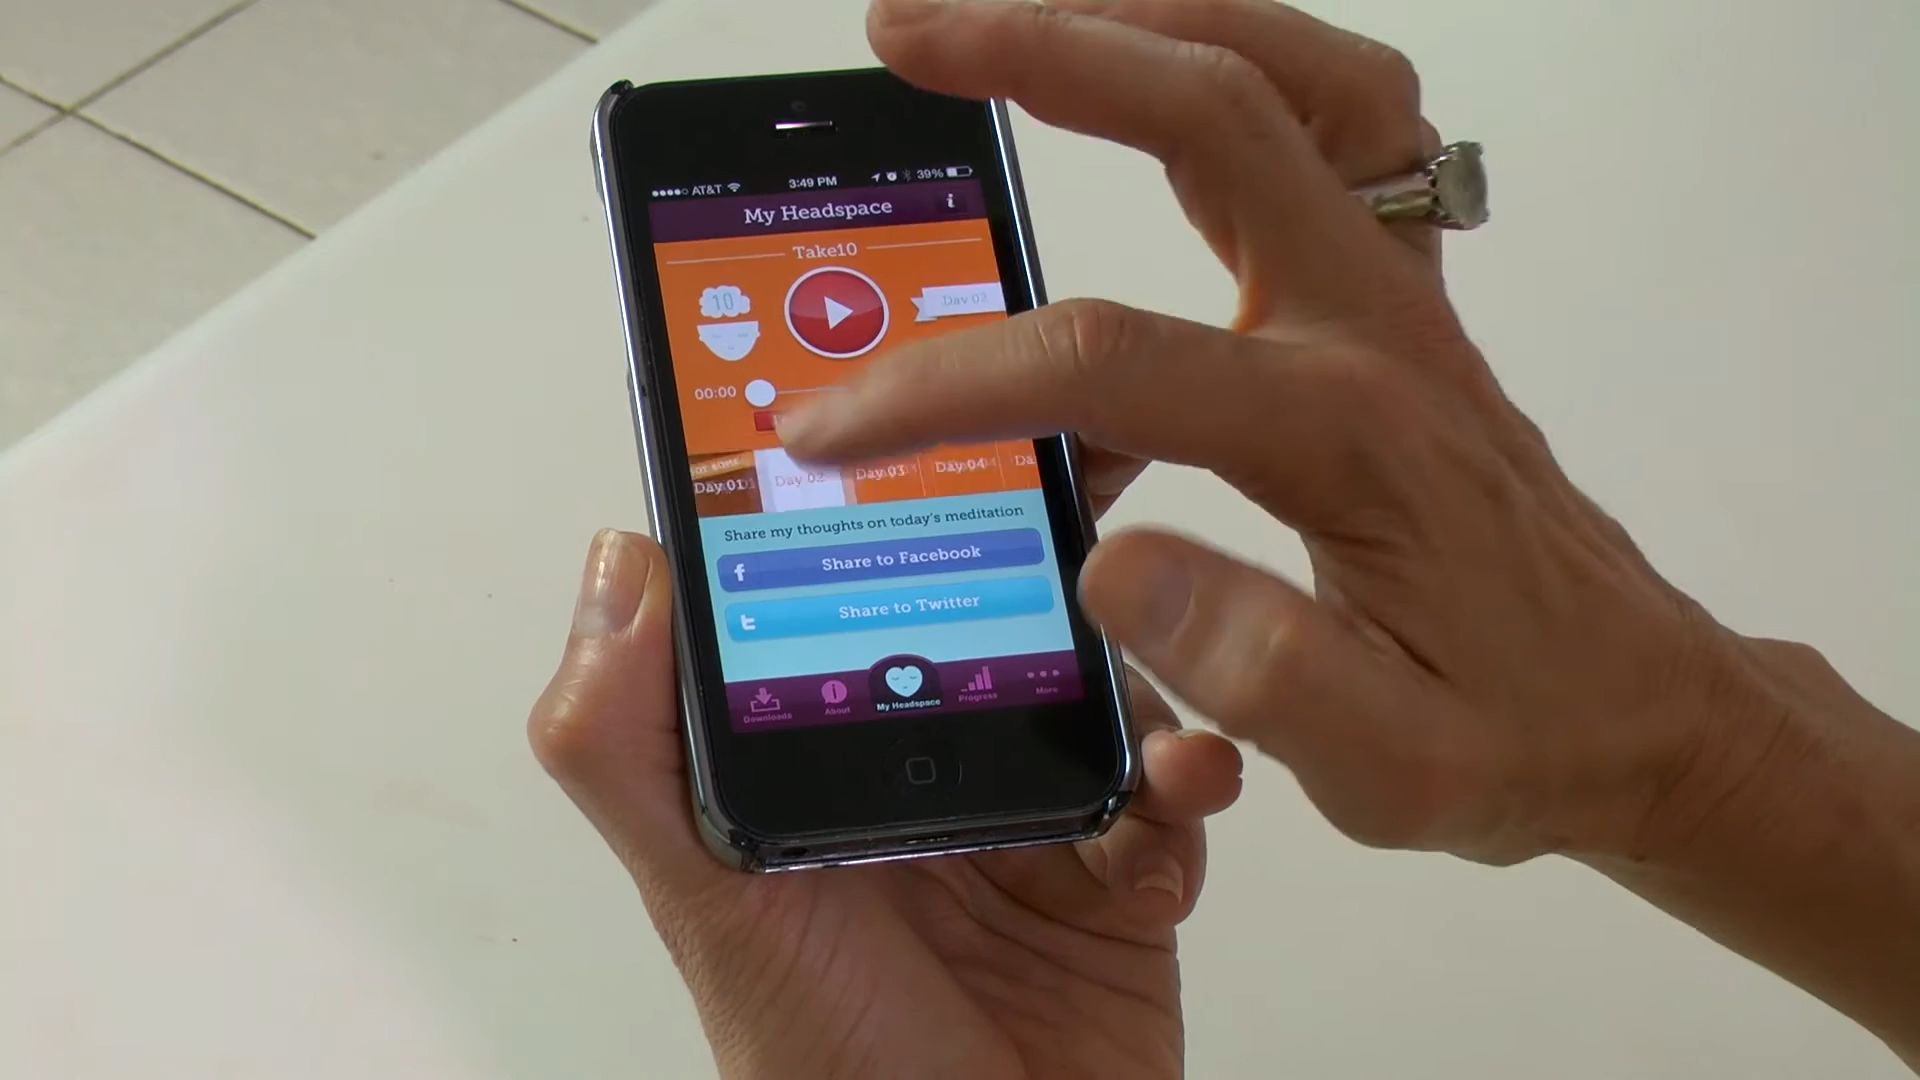 AT&T 3:49 PM 39%
My Headspace i
Take10
10
Day 02
00:00
Day 01 Day 02 Day 03 Day 04 Da
Share my thoughts on today's meditation
f Share to Facebook
t Share to Twitter
Downloads About My Headspace Progress More